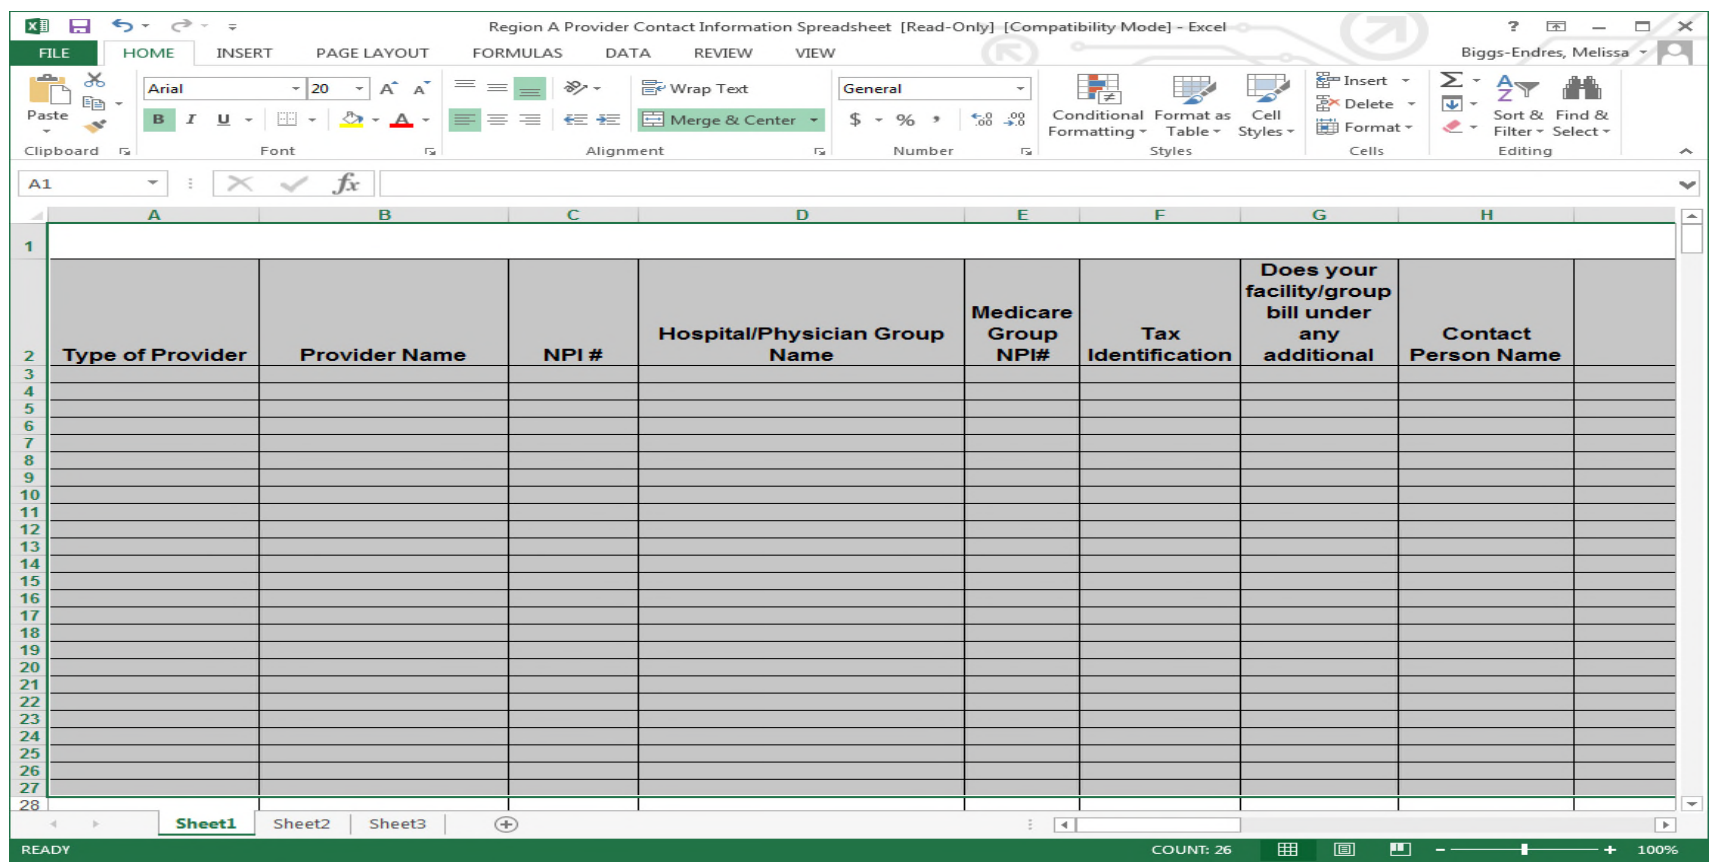 Region A Provider Contact Information Spreadsheet [Read-Only] [Compatibility Mode] - Excel ?
FILE HOME INSERT PAGE LAYOUT FORMULAS DATA REVIEW VIEW Biggs-Endres, Melissa
Paste
Clipboard
Arial 20 A A
B I U A
Font
Wrap Text
Merge & Center
Alignment
General
$ % , .00 .0
Number
Conditional Formatting
Format as Table
Cell Styles
Styles
Insert
Delete
Format
Cells
Σ
A
Z
Sort & Filter
Find & Select
Editing
A1 fx
A B C D E F G H
1
2
Type of Provider
Provider Name
NPI #
Hospital/Physician Group
Name
Medicare
Group
NPI#
Tax
Identification
Does your
facility/group
bill under
any
additional
Contact
Person Name
3
4
5
6
7
8
9
10
11
12
13
14
15
16
17
18
19
20
21
22
23
24
25
26
27
28
Sheet1 Sheet2 Sheet3
READY COUNT: 26 100%